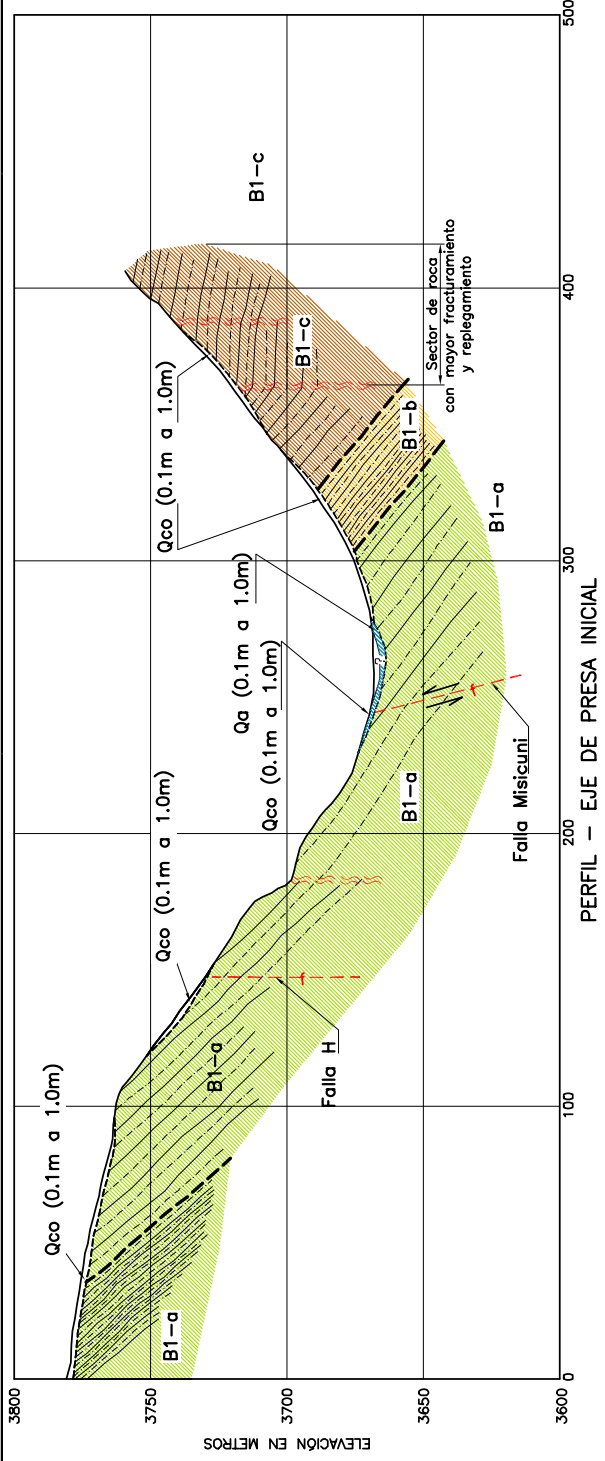 3800
3750
3700
3650
3600
ELEVACIÓN EN METROS
0
100
200
300
400
500
Qco (0.1m a 1.0m)
Qco (0.1m a 1.0m)
Qa (0.1m a 1.0m)
Qco (0.1m a 1.0m)
Qco (0.1m a 1.0m)
B1-a
B1-a
B1-a
B1-a
B1-b
B1-c
B1-c
f
Falla H
f
Falla Misicuni
?
Sector de roca
con mayor fracturamiento
y replegamiento
PERFIL - EJE DE PRESA INICIAL